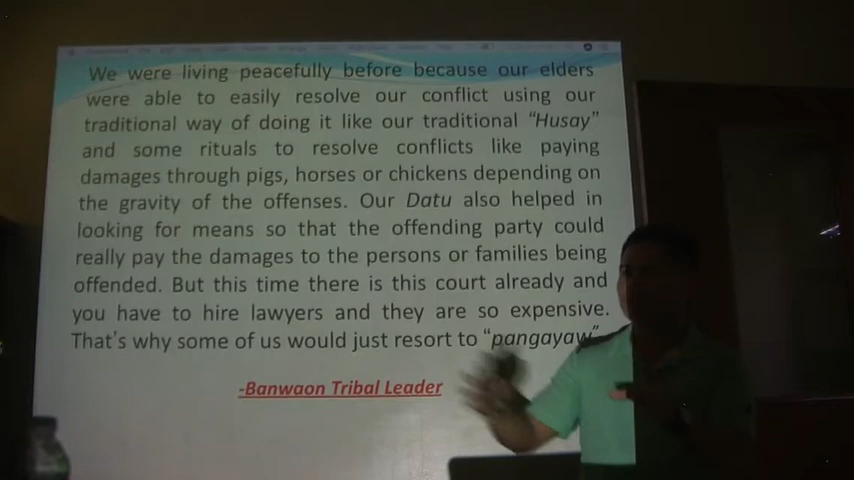 We were living peacefully before because our elders
were able to easily resolve our conflict using our
traditional way of doing it like our traditional “Husay”
and some rituals to resolve conflicts like paying
damages through pigs, horses or chickens depending on
the gravity of the offenses. Our Datu also helped in
looking for means so that the offending party could
really pay the damages to the persons or families being
offended. But this time there is this court already and
you have to hire lawyers and they are so expensive.
That’s why some of us would just resort to “pangayaw”
-Banwaon Tribal Leader